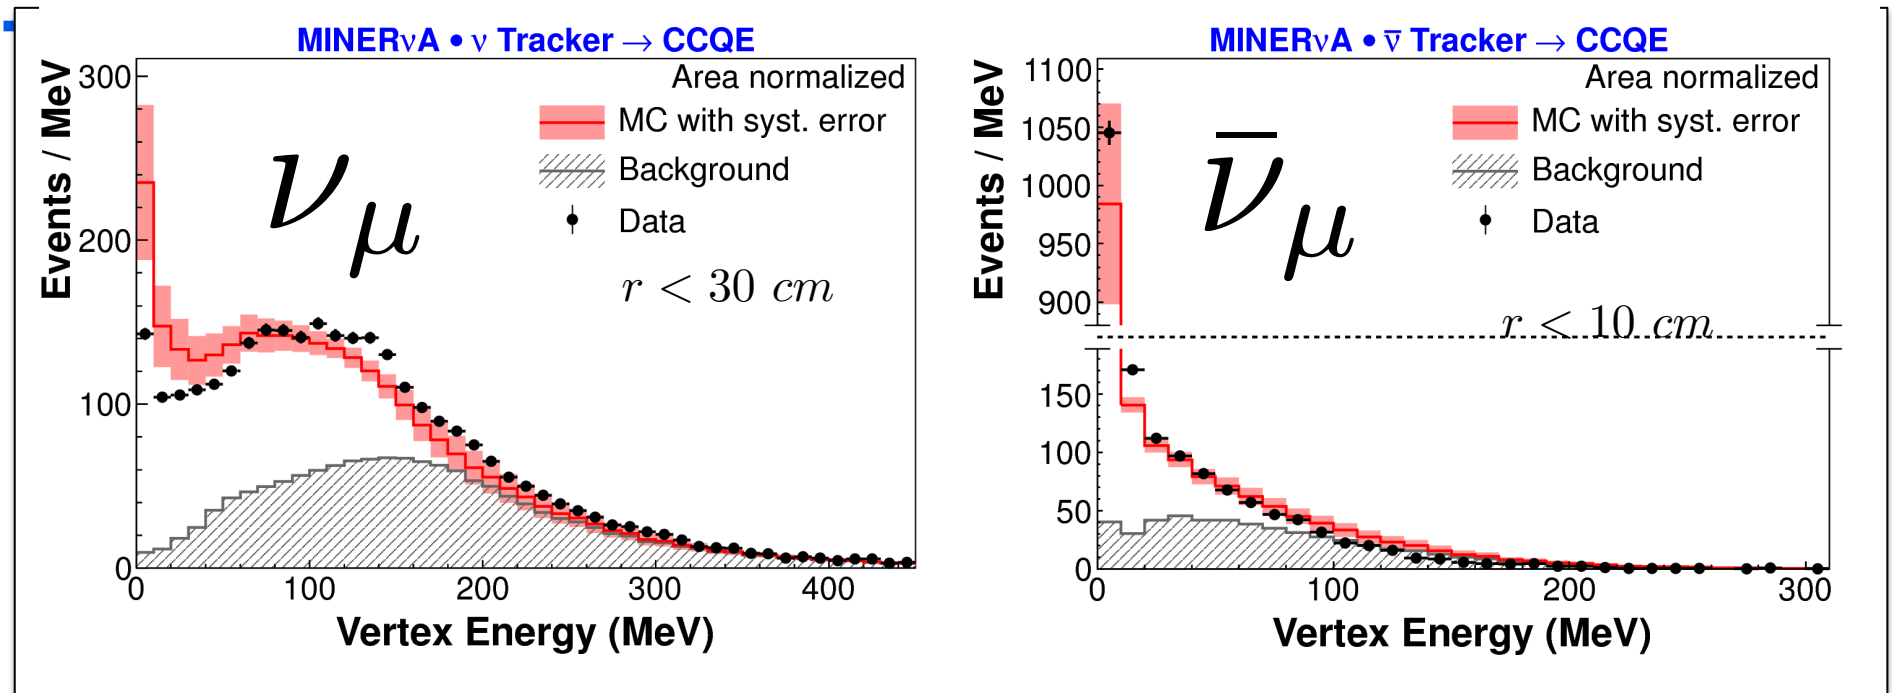 MINERνA • ν Tracker → CCQE
Events / MeV
300
200
100
0
Area normalized
MC with syst. error
Background
Data
ν μ
r < 30 cm
0 100 200 300 400
Vertex Energy (MeV)
MINERνA • ν̅ Tracker → CCQE
Events / MeV
1100
1050
1000
950
900
150
100
50
0
Area normalized
MC with syst. error
Background
Data
ν̅ μ
r < 10 cm
0 100 200 300
Vertex Energy (MeV)